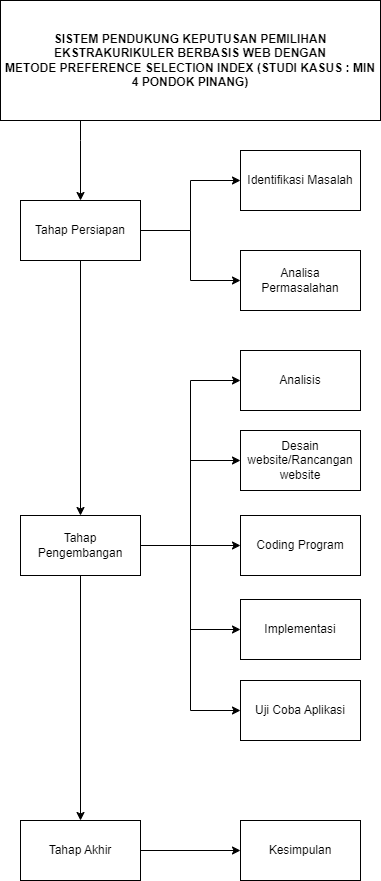 SISTEM PENDUKUNG KEPUTUSAN PEMILIHAN
EKSTRAKURIKULER BERBASIS WEB DENGAN
METODE PREFERENCE SELECTION INDEX (STUDI KASUS : MIN
4 PONDOK PINANG)
Tahap Persiapan
Identifikasi Masalah
Analisa
Permasalahan
Tahap
Pengembangan
Analisis
Desain
website/Rancangan
website
Coding Program
Implementasi
Uji Coba Aplikasi
Tahap Akhir
Kesimpulan